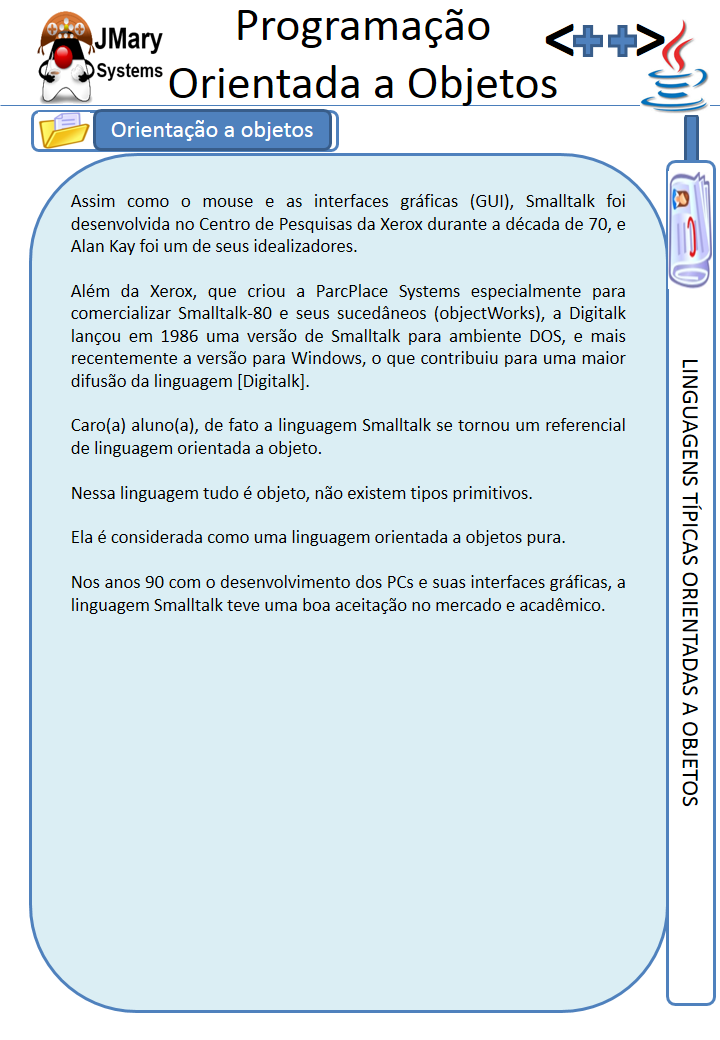 JMary
Systems
Programação
Orientada a Objetos
<++>
Orientação a objetos
Assim como o mouse e as interfaces gráficas (GUI), Smalltalk foi
desenvolvida no Centro de Pesquisas da Xerox durante a década de 70, e
Alan Kay foi um de seus idealizadores.
Além da Xerox, que criou a ParcPlace Systems especialmente para
comercializar Smalltalk-80 e seus sucedâneos (objectWorks), a Digitalk
lançou em 1986 uma versão de Smalltalk para ambiente DOS, e mais
recentemente a versão para Windows, o que contribuiu para uma maior
difusão da linguagem [Digitalk].
Caro(a) aluno(a), de fato a linguagem Smalltalk se tornou um referencial
de linguagem orientada a objeto.
Nessa linguagem tudo é objeto, não existem tipos primitivos.
Ela é considerada como uma linguagem orientada a objetos pura.
Nos anos 90 com o desenvolvimento dos PCs e suas interfaces gráficas, a
linguagem Smalltalk teve uma boa aceitação no mercado e acadêmico.
LINGUAGENS TÍPICAS ORIENTADAS A OBJETOS